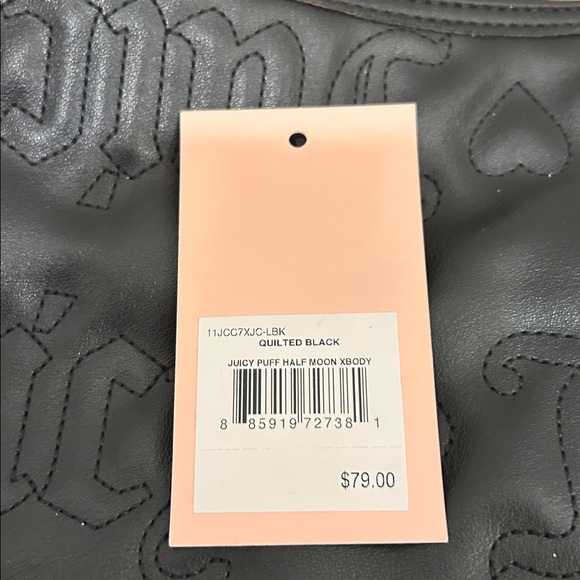 11JCC7XJC-LBK
QUILTED BLACK
JUICY PUFF HALF MOON XBODY
8 85919 72738 1
$79.00